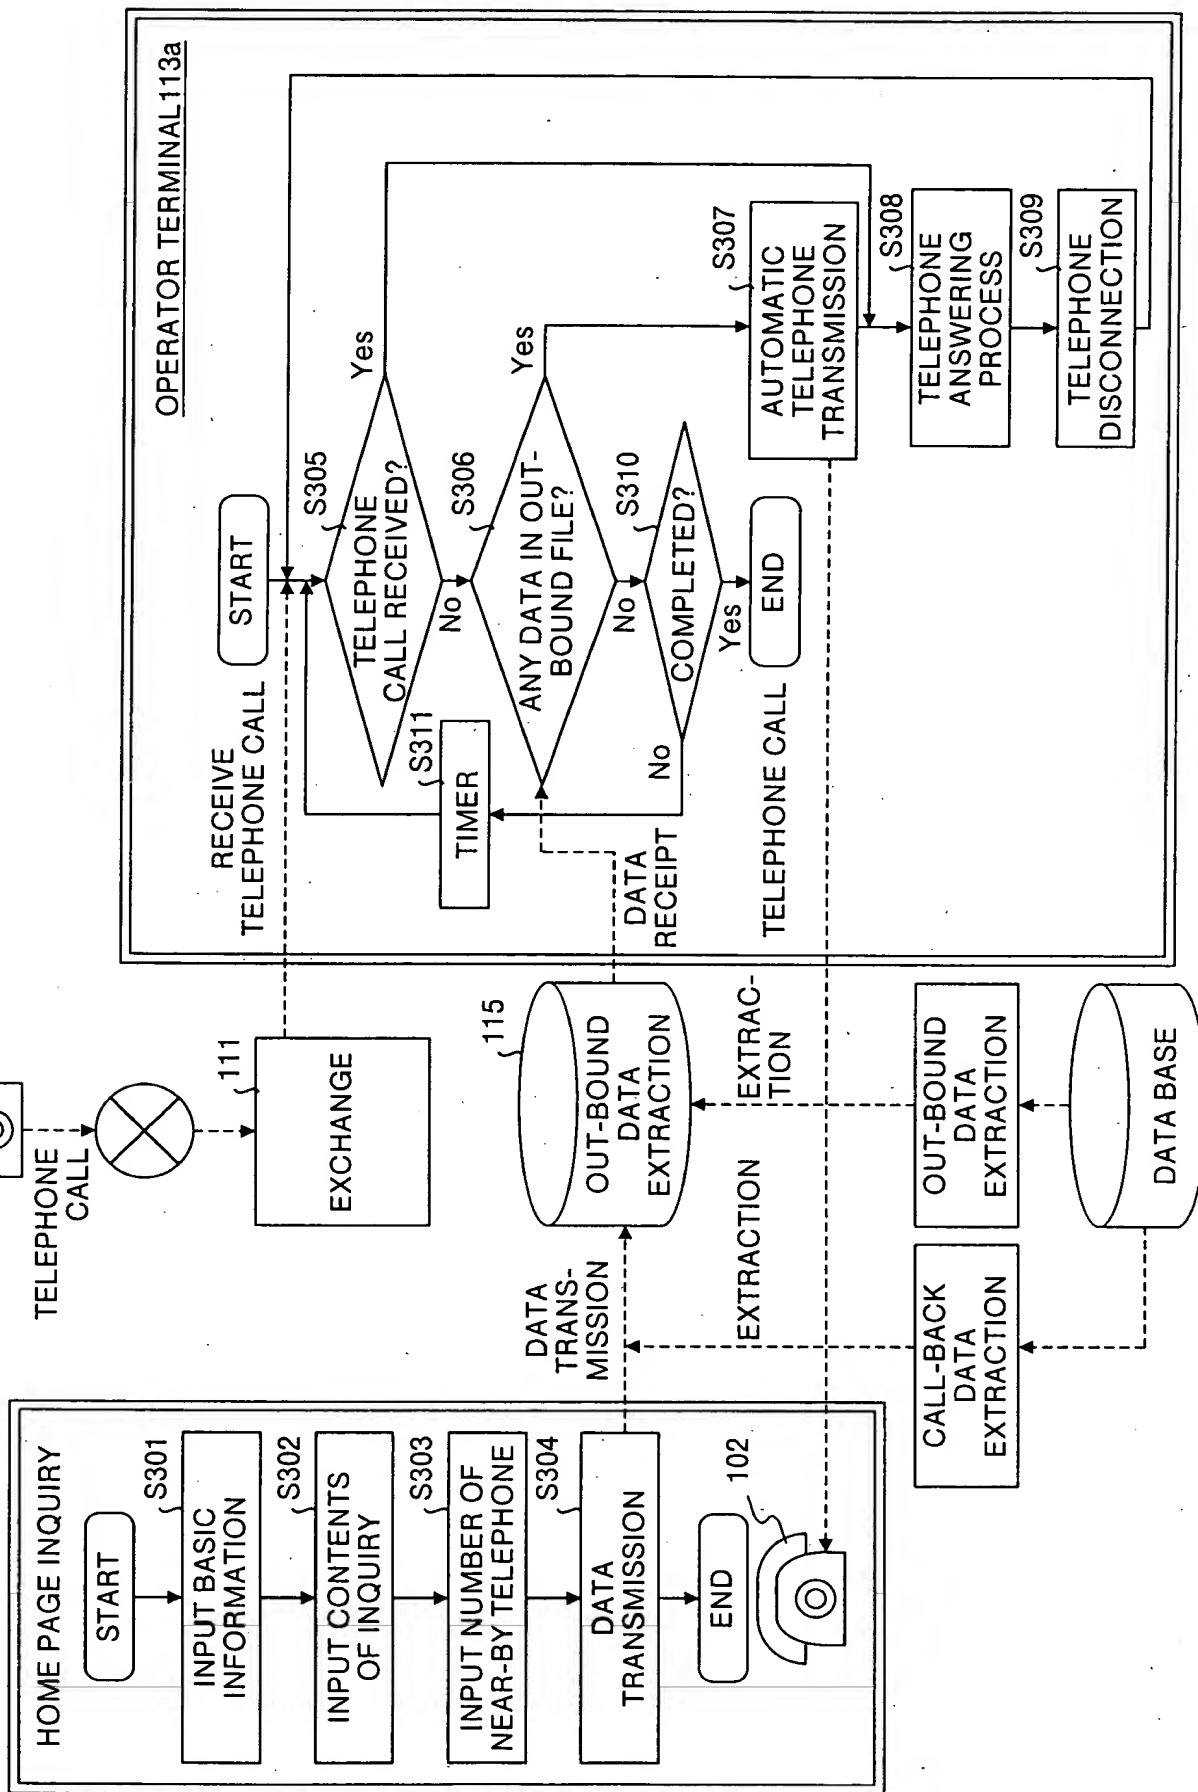 HOME PAGE INQUIRY
START
S301
INPUT BASIC
INFORMATION
S302
INPUT CONTENTS
OF INQUIRY
S303
INPUT NUMBER OF
NEAR-BY TELEPHONE
S304
DATA
TRANSMISSION
END
102
TELEPHONE
CALL
111
EXCHANGE
DATA
TRANS-
MISSION
115
OUT-BOUND
DATA
EXTRACTION
EXTRACTION
EXTRAC-
TION
CALL-BACK
DATA
EXTRACTION
OUT-BOUND
DATA
EXTRACTION
DATA BASE
OPERATOR TERMINAL113a
RECEIVE
TELEPHONE CALL
START
S305
TELEPHONE
CALL RECEIVED?
Yes
No
S311
TIMER
S306
ANY DATA IN OUT-
BOUND FILE?
Yes
No
DATA
RECEIPT
S310
COMPLETED?
No
Yes
END
TELEPHONE CALL
S307
AUTOMATIC
TELEPHONE
TRANSMISSION
S308
TELEPHONE
ANSWERING
PROCESS
S309
TELEPHONE
DISCONNECTION